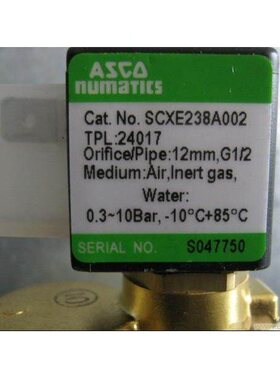 ASCO
numatics
Cat. No. SCXE238A002
TPL:24017
Orifice/Pipe:12mm,G1/2
Medium:Air,Inert gas,
Water:
0.3~10Bar, -10°C+85°C
SERIAL NO. S047750